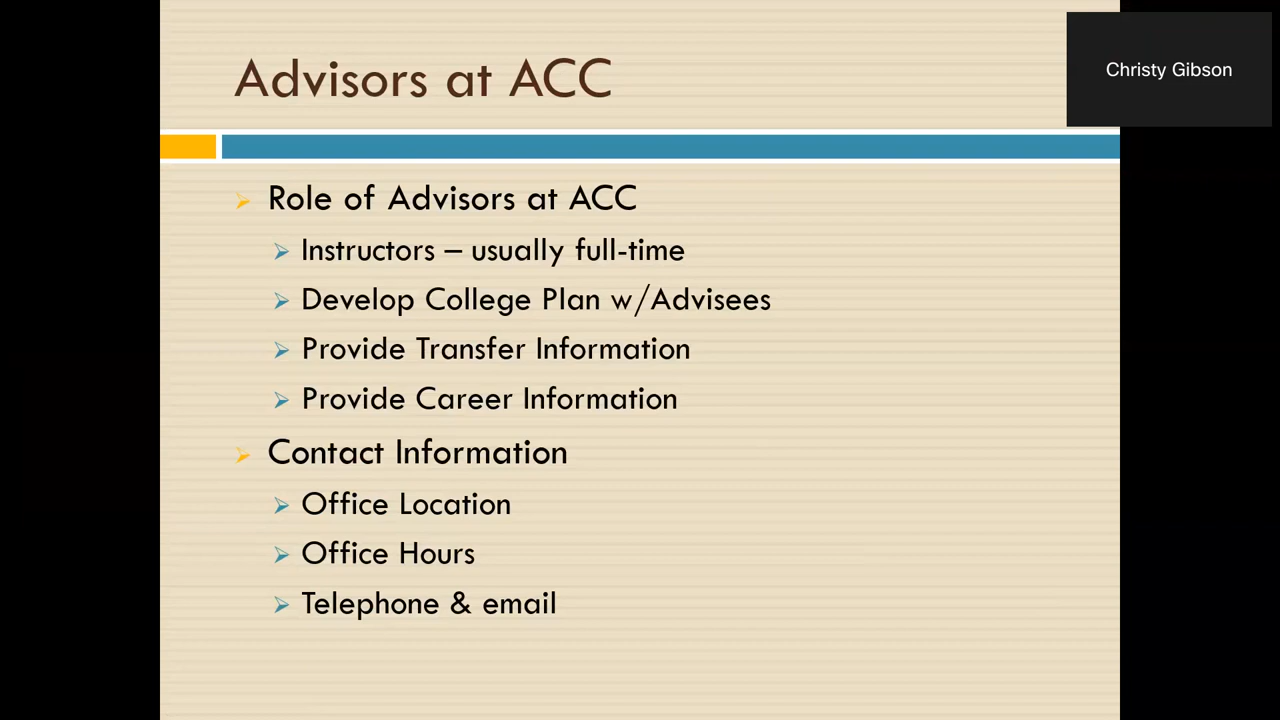 Advisors at ACC
Christy Gibson
Role of Advisors at ACC
Instructors – usually full-time
Develop College Plan w/Advisees
Provide Transfer Information
Provide Career Information
Contact Information
Office Location
Office Hours
Telephone & email